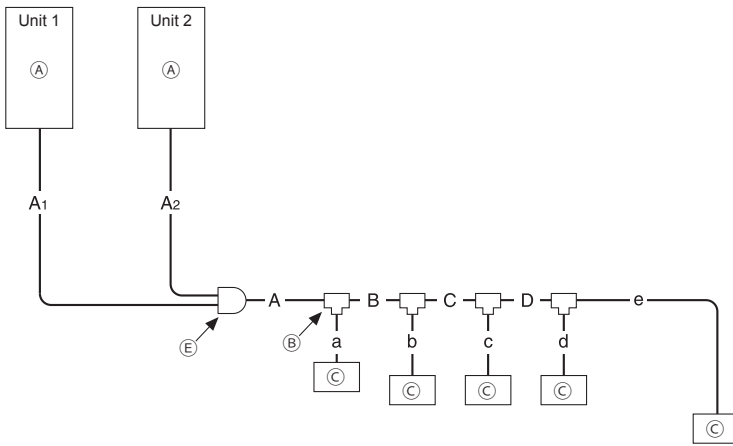 Unit 1 Unit 2
Ⓐ Ⓐ
A1 A2
A B C D e
Ⓔ Ⓑ a b c d
Ⓒ
Ⓒ Ⓒ Ⓒ
Ⓒ